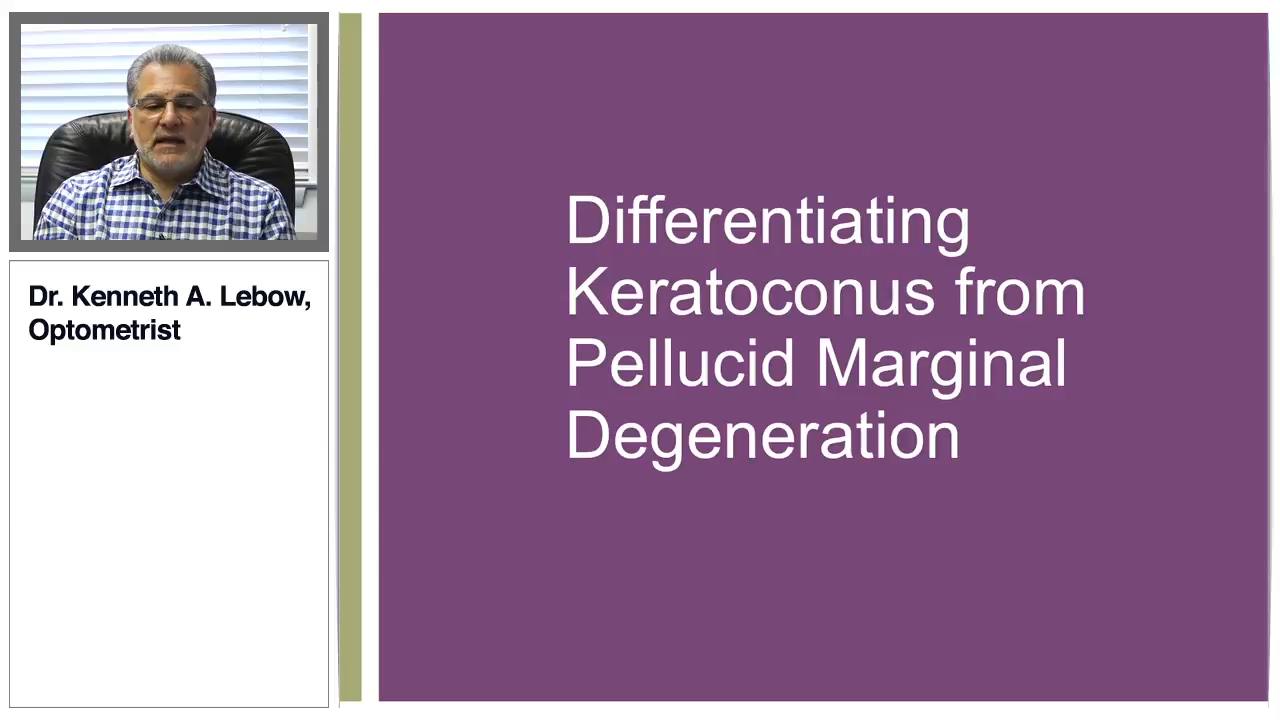 Dr. Kenneth A. Lebow,
Optometrist
Differentiating
Keratoconus from
Pellucid Marginal
Degeneration